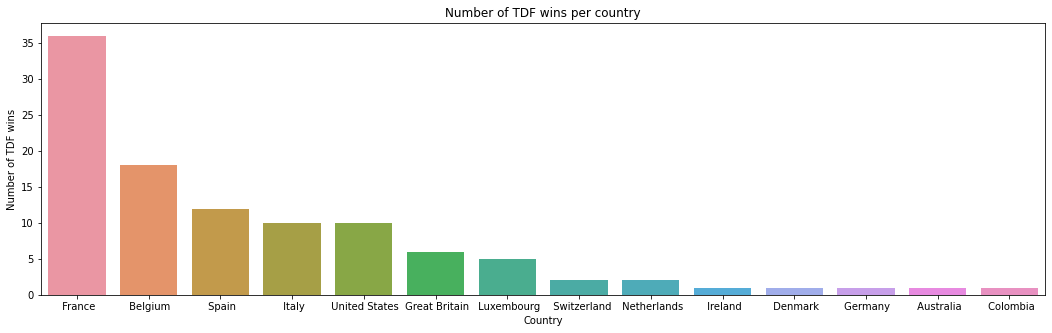 Number of TDF wins per country
Number of TDF wins
35
30
25
20
15
10
5
0
France Belgium Spain Italy United States Great Britain Luxembourg Switzerland Netherlands Ireland Denmark Germany Australia Colombia
Country